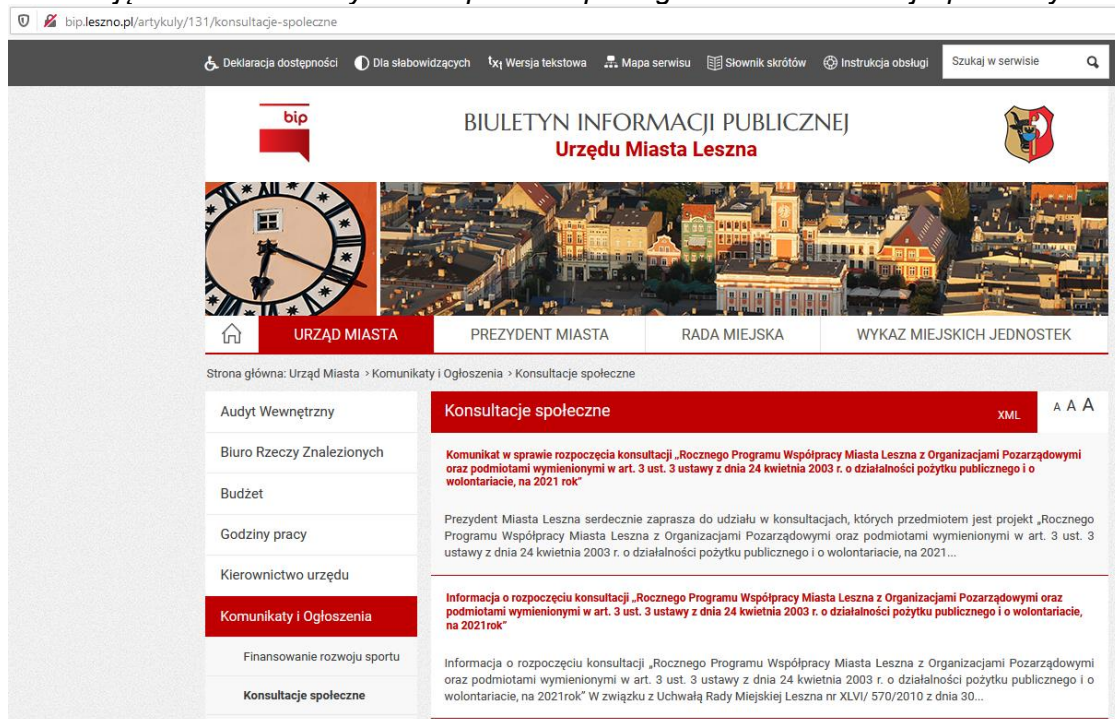 bip.leszno.pl/artykuly/131/konsultacje-spoleczne
Deklaracja dostępności Dla słabowidzących Wersja tekstowa Mapa serwisu Słownik skrótów Instrukcja obsługi Szukaj w serwisie
bip
BIULETYN INFORMACJI PUBLICZNEJ
Urzędu Miasta Leszna
URZĄD MIASTA PREZYDENT MIASTA RADA MIEJSKA WYKAZ MIEJSKICH JEDNOSTEK
Strona główna: Urząd Miasta › Komunikaty i Ogłoszenia › Konsultacje społeczne
Audyt Wewnętrzny
Biuro Rzeczy Znalezionych
Budżet
Godziny pracy
Kierownictwo urzędu
Komunikaty i Ogłoszenia
Finansowanie rozwoju sportu
Konsultacje społeczne
Konsultacje społeczne XML A A A
Komunikat w sprawie rozpoczęcia konsultacji „Rocznego Programu Współpracy Miasta Leszna z Organizacjami Pozarządowymi
oraz podmiotami wymienionymi w art. 3 ust. 3 ustawy z dnia 24 kwietnia 2003 r. o działalności pożytku publicznego i o
wolontariacie, na 2021 rok”
Prezydent Miasta Leszna serdecznie zaprasza do udziału w konsultacjach, których przedmiotem jest projekt „Rocznego
Programu Współpracy Miasta Leszna z Organizacjami Pozarządowymi oraz podmiotami wymienionymi w art. 3 ust. 3
ustawy z dnia 24 kwietnia 2003 r. o działalności pożytku publicznego i o wolontariacie, na 2021...
Informacja o rozpoczęciu konsultacji „Rocznego Programu Współpracy Miasta Leszna z Organizacjami Pozarządowymi oraz
podmiotami wymienionymi w art. 3 ust. 3 ustawy z dnia 24 kwietnia 2003 r. o działalności pożytku publicznego i o wolontariacie,
na 2021rok”
Informacja o rozpoczęciu konsultacji „Rocznego Programu Współpracy Miasta Leszna z Organizacjami Pozarządowymi
oraz podmiotami wymienionymi w art. 3 ust. 3 ustawy z dnia 24 kwietnia 2003 r. o działalności pożytku publicznego i o
wolontariacie, na 2021rok” W związku z Uchwałą Rady Miejskiej Leszna nr XLVI/ 570/2010 z dnia 30...